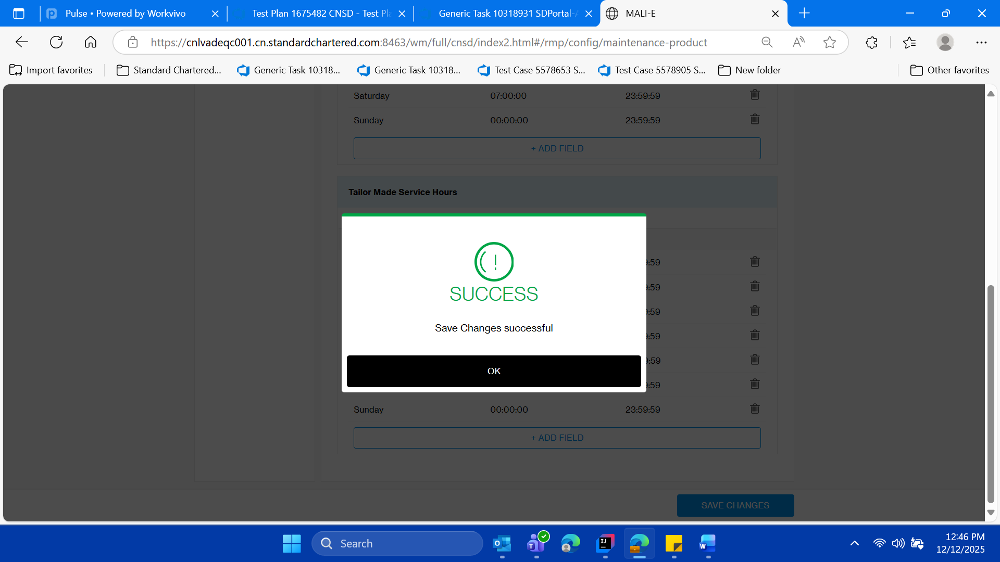 Pulse • Powered by Workvivo
Test Plan 1675482 CNSD - Test Pla
Generic Task 10318931 SDPortal-A
MALI-E
https://cnlvadeqc001.cn.standardchartered.com:8463/wm/full/cnsd/index2.html#/rmp/config/maintenance-product
Import favorites
Standard Chartered...
Generic Task 10318...
Generic Task 10318...
Test Case 5578653 S...
Test Case 5578905 S...
New folder
Other favorites
Saturday 07:00:00 23:59:59
Sunday 00:00:00 23:59:59
+ ADD FIELD
Tailor Made Service Hours
SUCCESS
Save Changes successful
OK
:59
:59
:59
:59
:59
:59
Sunday 00:00:00 23:59:59
+ ADD FIELD
SAVE CHANGES
Search
12:46 PM
12/12/2025